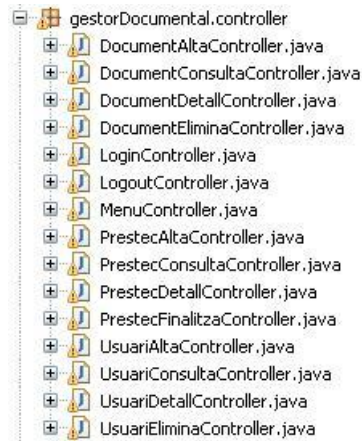 gestorDocumental.controller
DocumentAltaController.java
DocumentConsultaController.java
DocumentDetallController.java
DocumentEliminaController.java
LoginController.java
LogoutController.java
MenuController.java
PrestecAltaController.java
PrestecConsultaController.java
PrestecDetallController.java
PrestecFinalitzaController.java
UsuariAltaController.java
UsuariConsultaController.java
UsuariDetallController.java
UsuariEliminaController.java